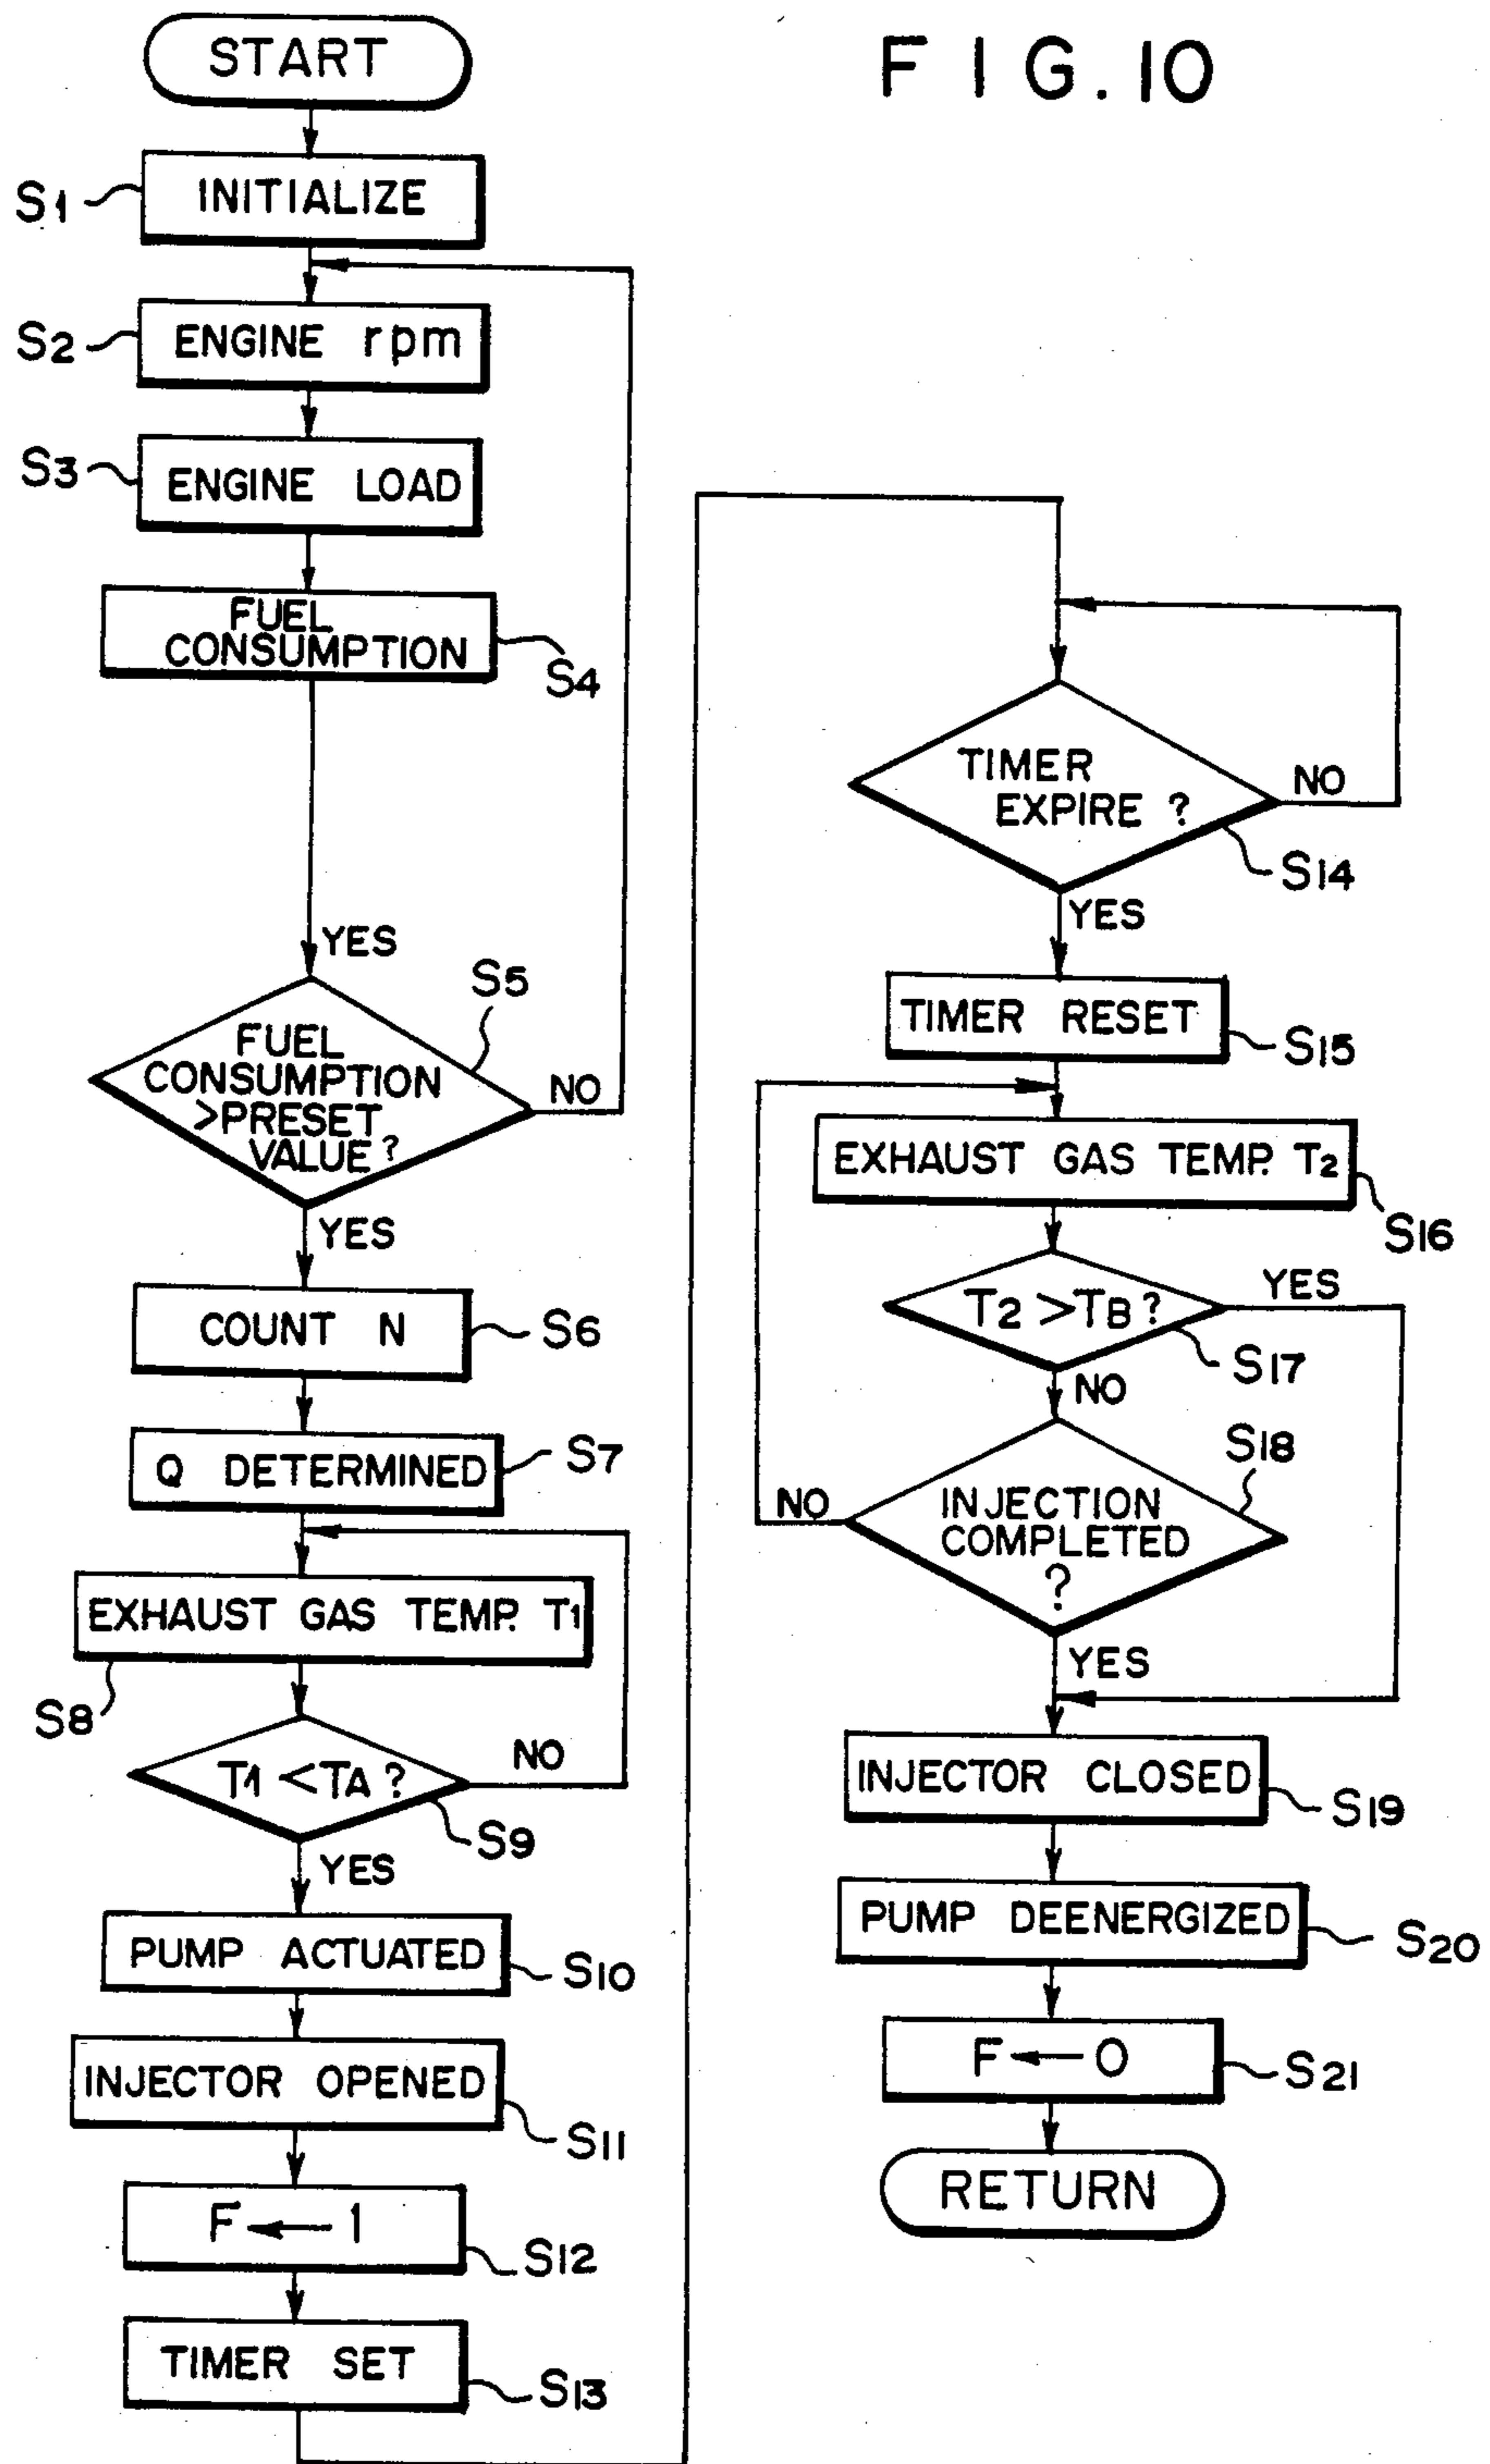 FIG. 10
START
S1
INITIALIZE
S2
ENGINE rpm
S3
ENGINE LOAD
FUEL
CONSUMPTION
S4
YES
S5
FUEL
CONSUMPTION
>PRESET
VALUE?
NO
YES
COUNT N
S6
Q DETERMINED
S7
EXHAUST GAS TEMP. T1
S8
T1 < TA ?
NO
S9
YES
PUMP ACTUATED
S10
INJECTOR OPENED
S11
F ← 1
S12
TIMER SET
S13
TIMER
EXPIRE ?
NO
S14
YES
TIMER RESET
S15
EXHAUST GAS TEMP. T2
S16
T2 > TB ?
YES
S17
NO
S18
INJECTION
COMPLETED
?
NO
YES
INJECTOR CLOSED
S19
PUMP DEENERGIZED
S20
F ← 0
S21
RETURN